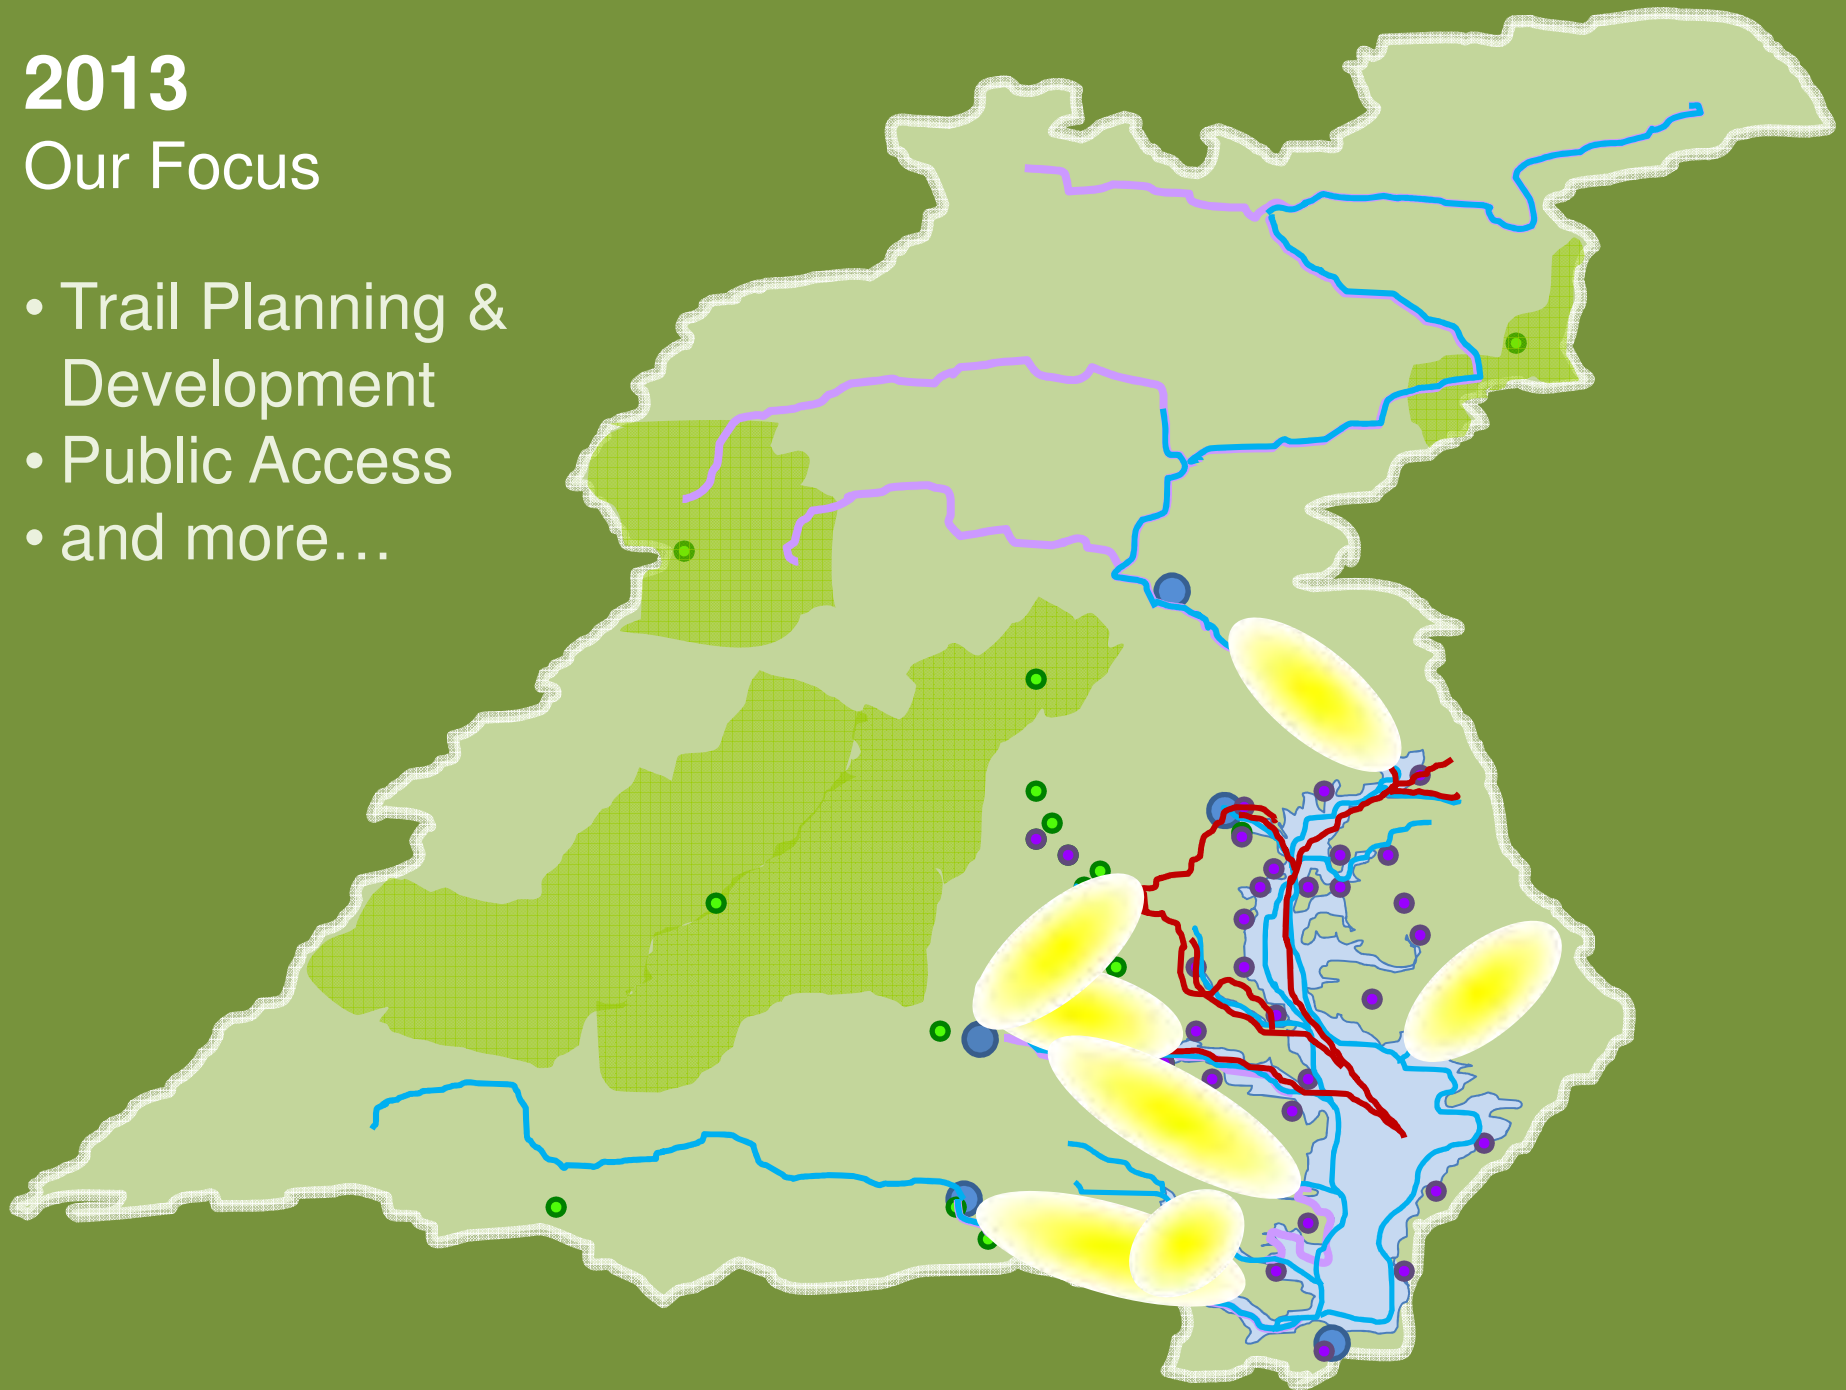 2013
Our Focus
• Trail Planning &
Development
• Public Access
• and more…